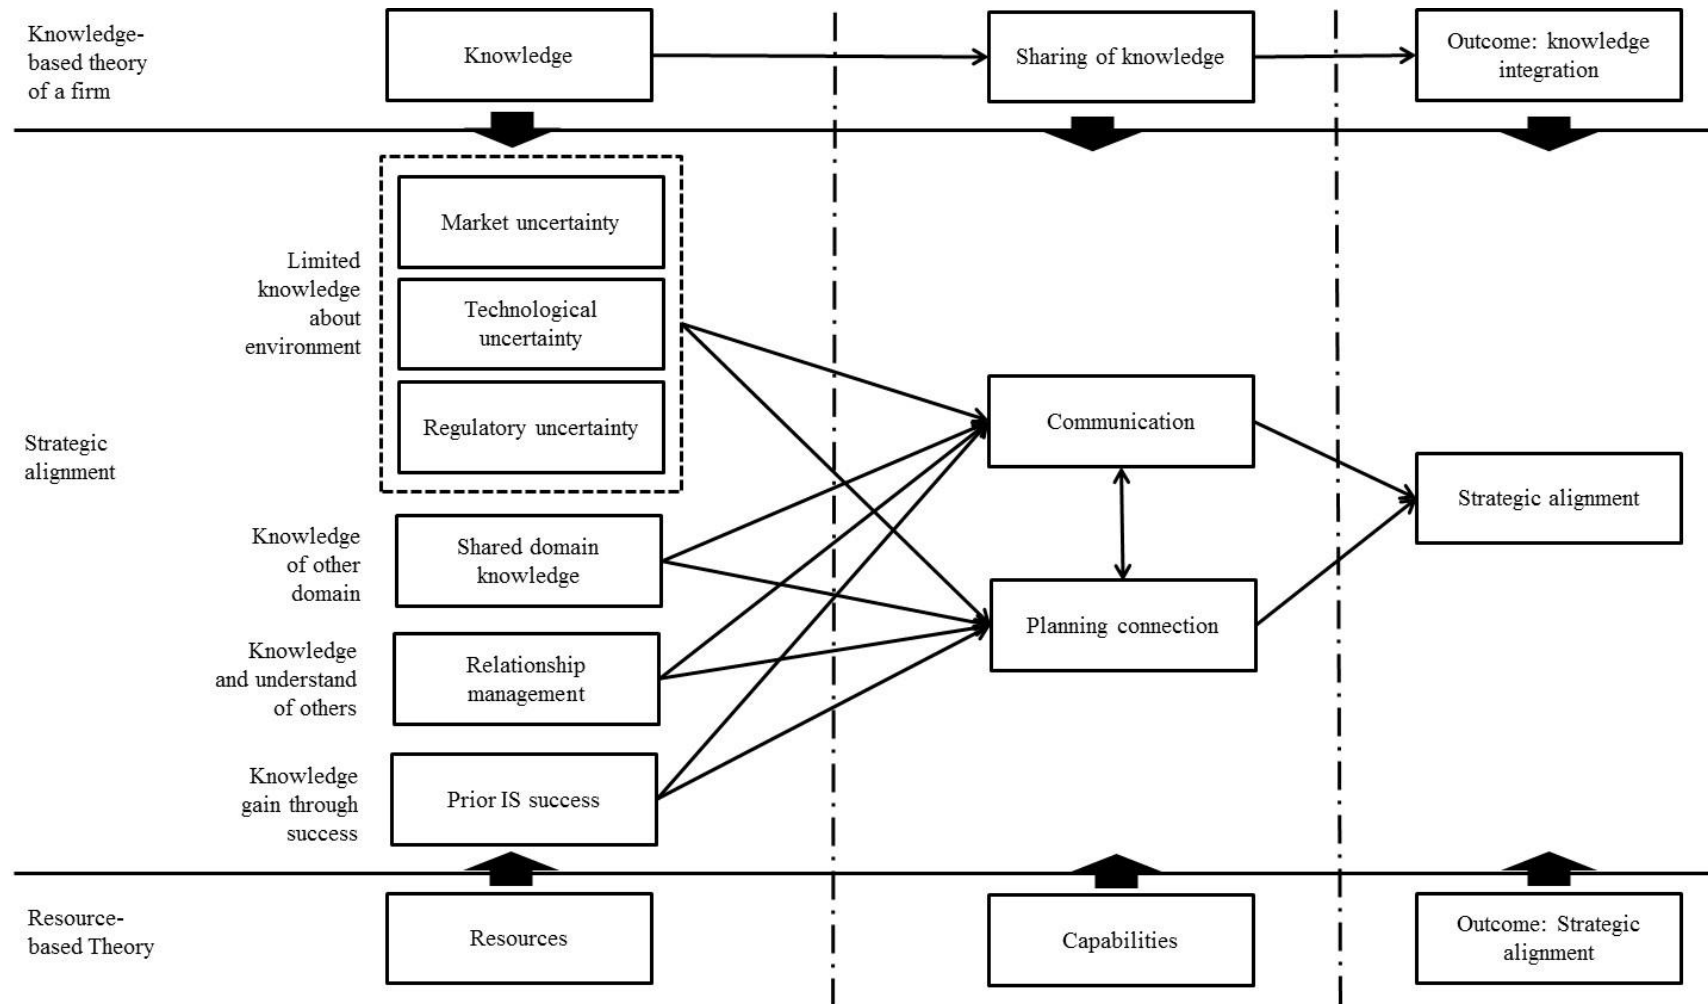 Knowledge-
based theory
of a firm
Knowledge
Sharing of knowledge
Outcome: knowledge
integration
Limited
knowledge
about
environment
Market uncertainty
Technological
uncertainty
Regulatory uncertainty
Strategic
alignment
Communication
Strategic alignment
Knowledge
of other
domain
Shared domain
knowledge
Planning connection
Knowledge
and understand
of others
Relationship
management
Knowledge
gain through
success
Prior IS success
Resource-
based Theory
Resources
Capabilities
Outcome: Strategic
alignment